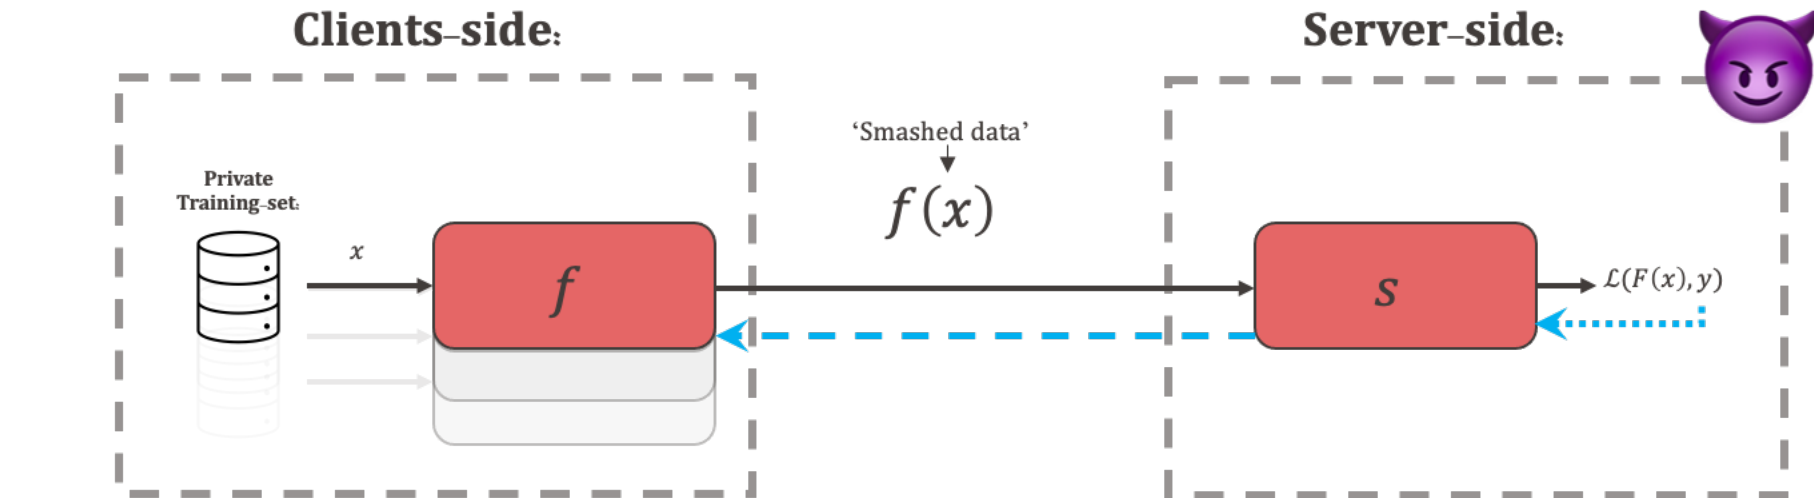 Clients-side:
Server-side:
'Smashed data'
f(x)
Private
Training-set:
x
f
s
ℒ(F(x), y)